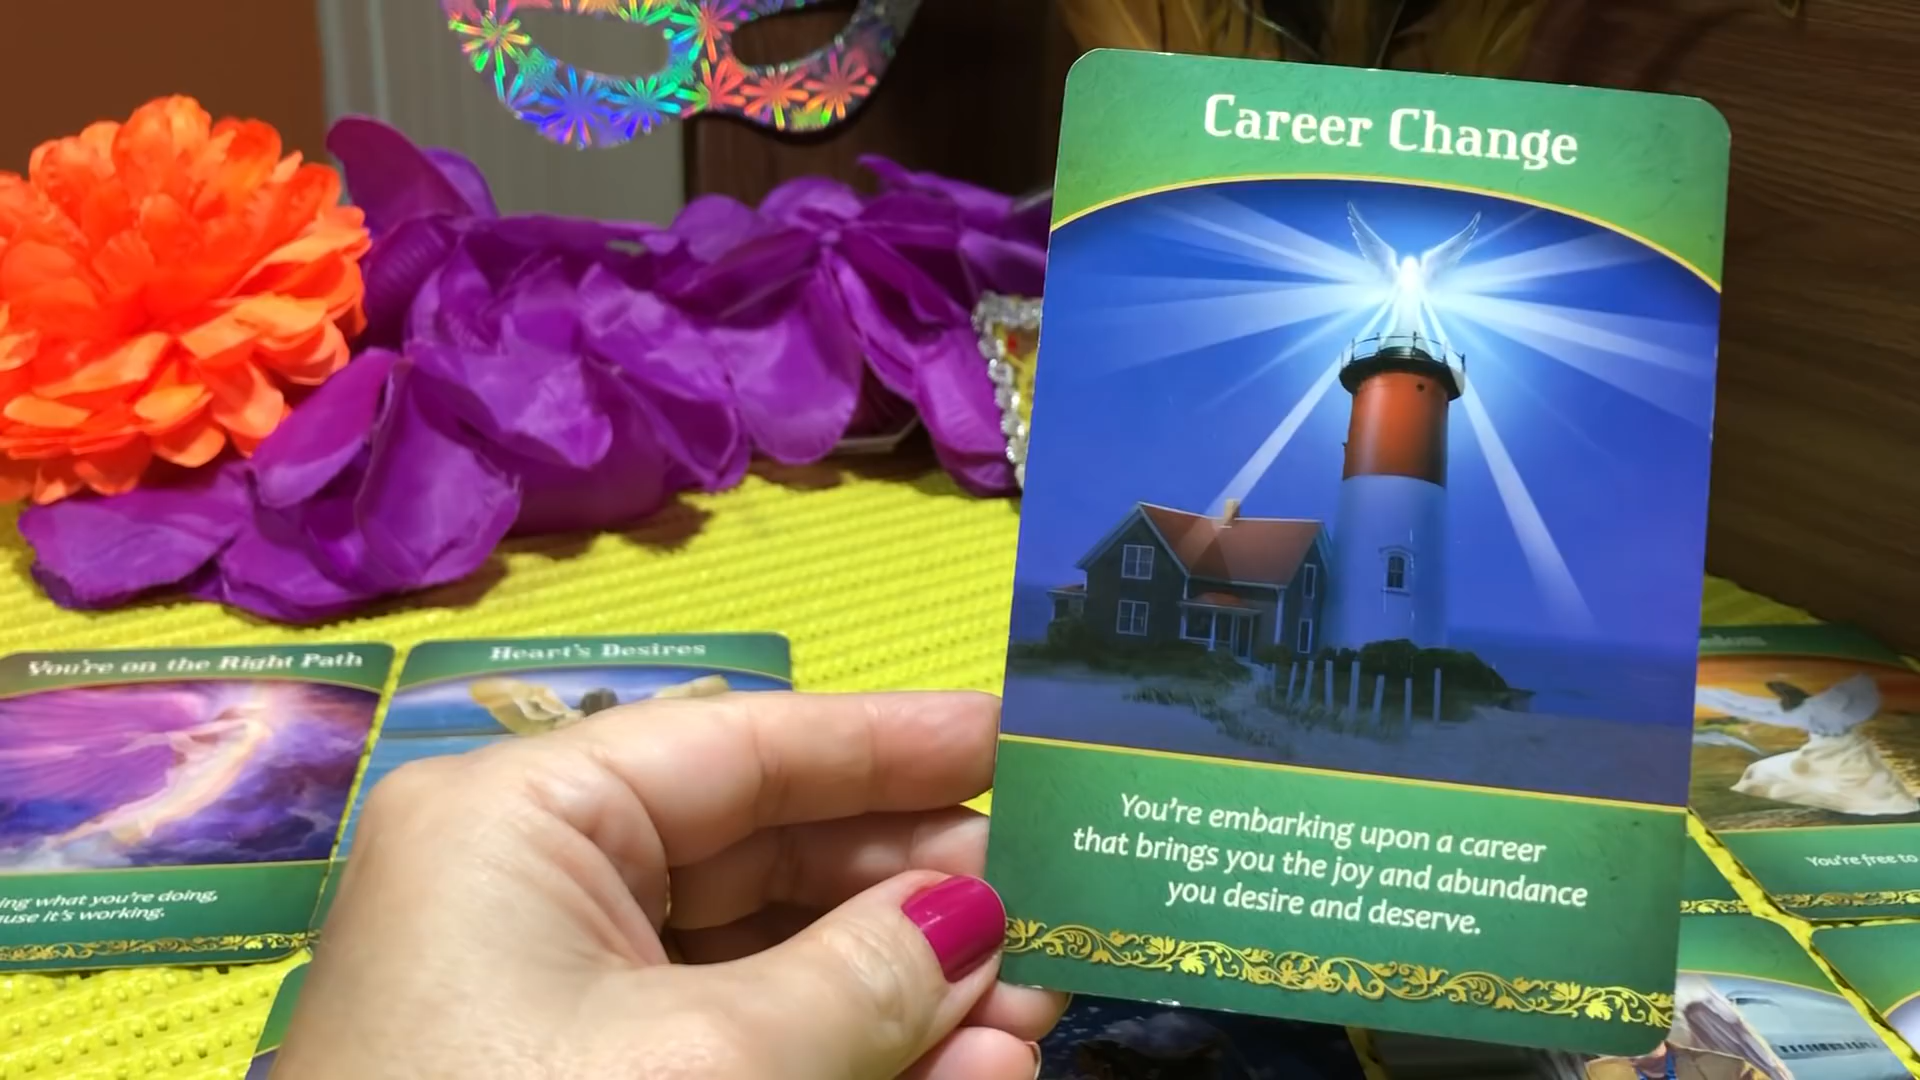 Career Change
You're embarking upon a career
that brings you the joy and abundance
you desire and deserve.
You're on the Right Path
what you're doing,
it's working.
Heart's Desires
You're free to